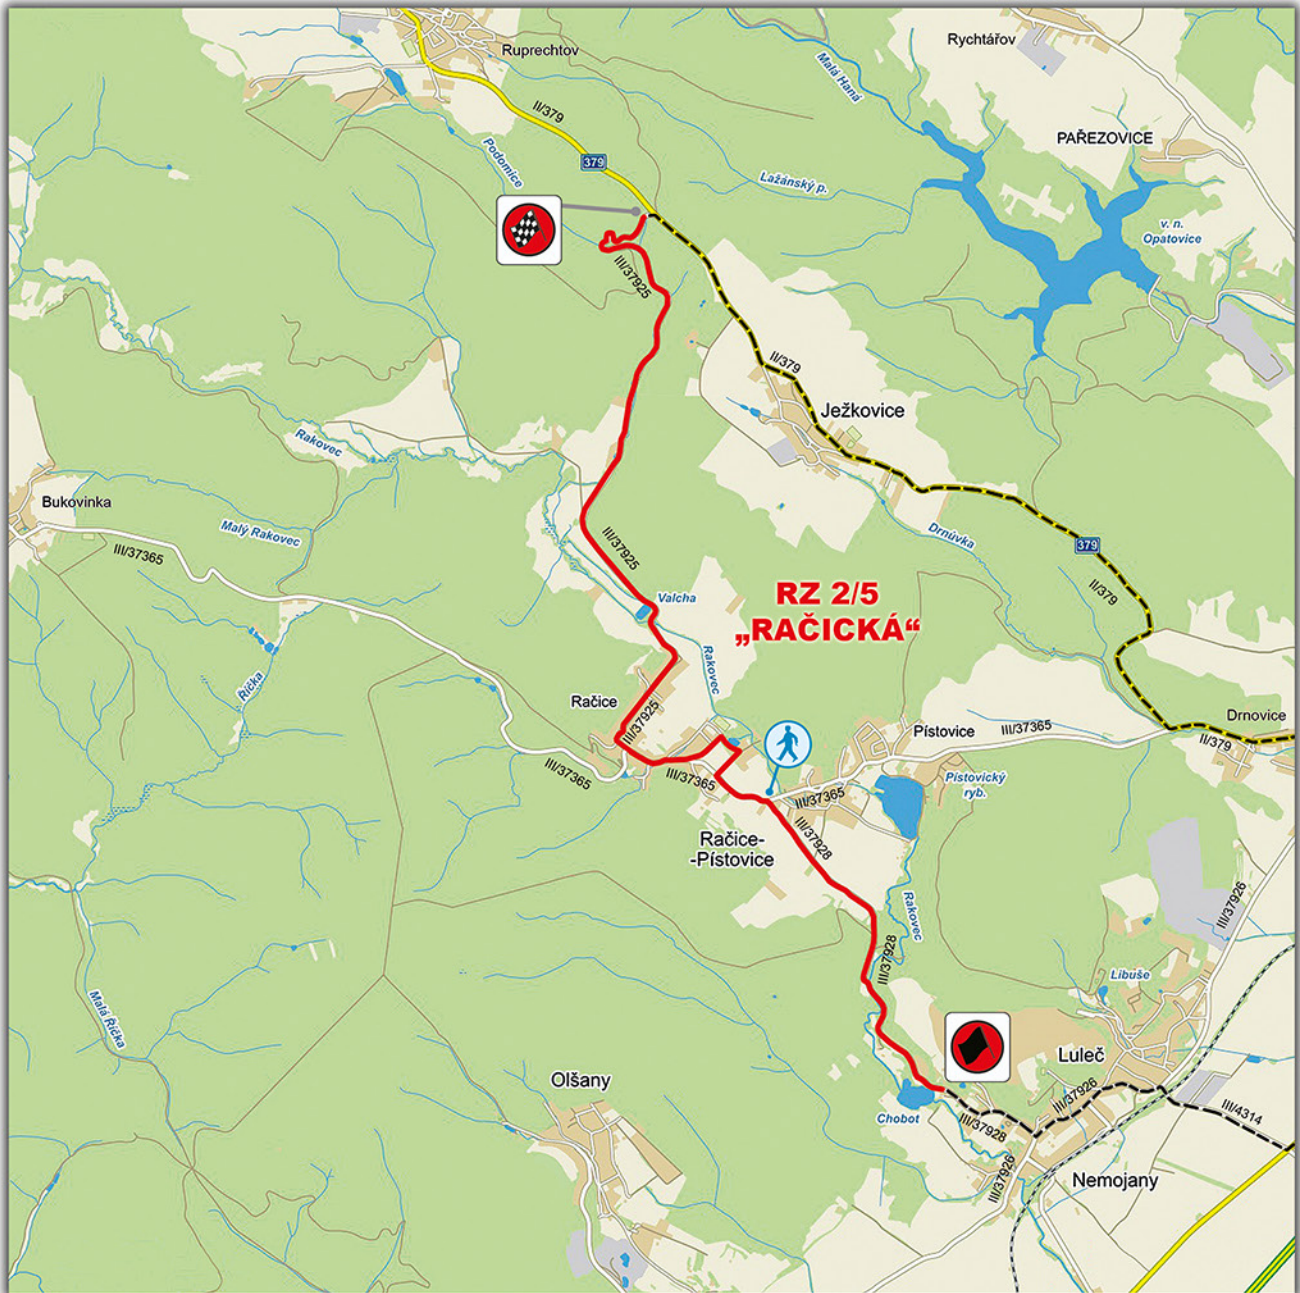 Ruprechtov
Rychtářov
Malá Haná
II/379
PAŘEZOVICE
379
Podomice
Lažánský p.
v. n.
Opatovice
III/37925
II/379
Ježkovice
Rakovec
Bukovinka
Malý Rakovec
III/37365
III/37925
Drnůvka
379
II/379
RZ 2/5
„RAČICKÁ“
Valcha
Rakovec
Říčka
Račice
III/37925
Pístovice
III/37365
Drnovice
II/379
III/37365
III/37365
III/37365
Pístovický
ryb.
Račice-
-Pístovice
III/37928
III/37926
Rakovec
III/37928
Libuše
Malá Říčka
Luleč
Olšany
III/37926
Chobot
III/37928
III/4314
III/37926
Nemojany